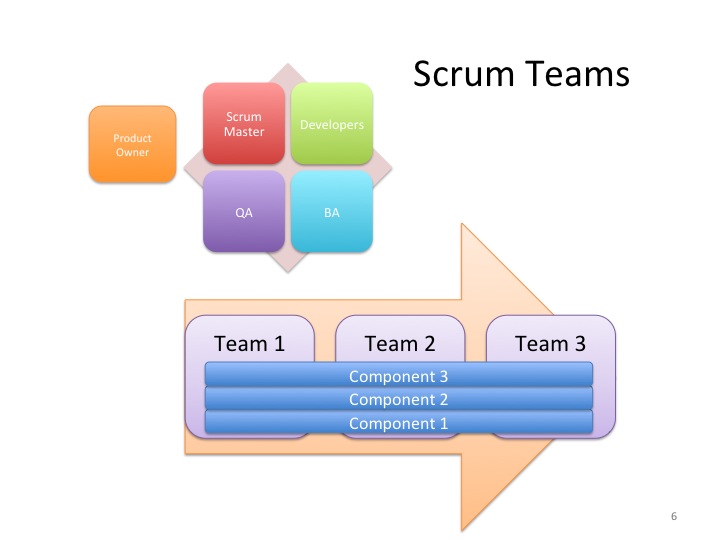 Scrum Teams
Product
Owner
Scrum
Master
Developers
QA
BA
Team 1
Team 2
Team 3
Component 3
Component 2
Component 1
6